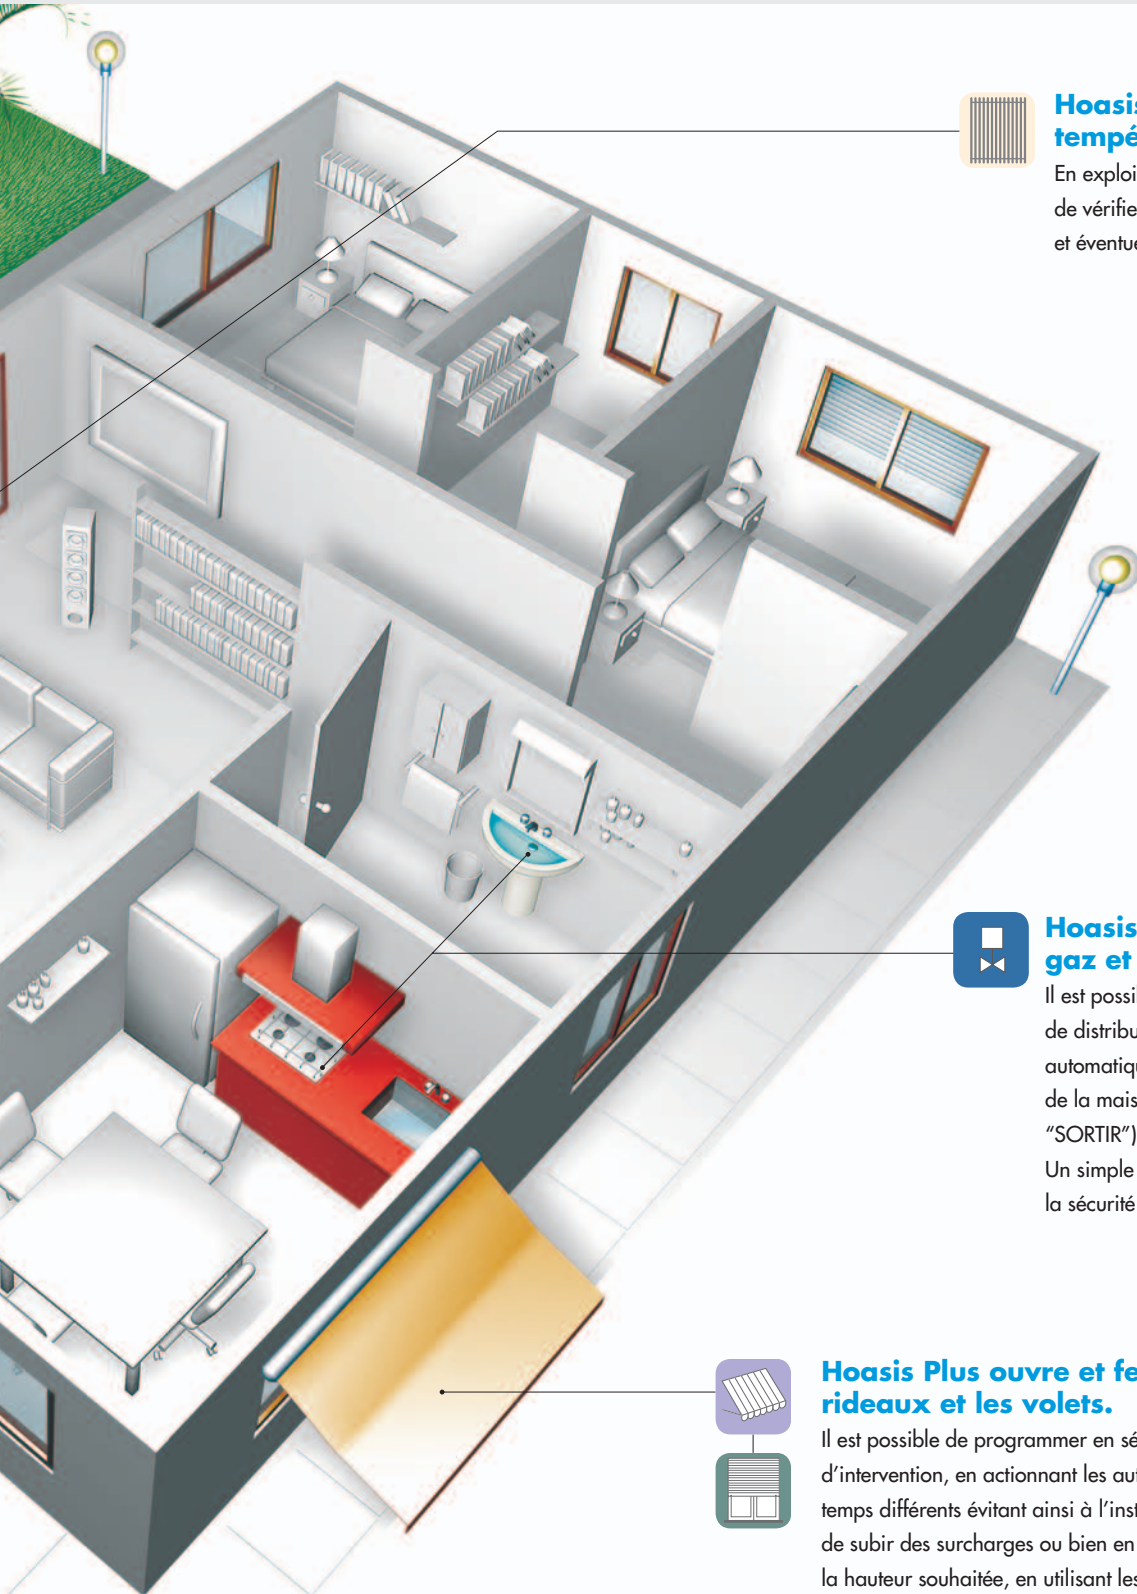 Hoasis
tempé
En exploi
de vérifie
et éventue
Hoasis
gaz et
Il est possi
de distribu
automatiqu
de la mais
“SORTIR”)
Un simple
la sécurité
Hoasis Plus ouvre et fe
rideaux et les volets.
Il est possible de programmer en sé
d’intervention, en actionnant les aut
temps différents évitant ainsi à l’inst
de subir des surcharges ou bien en
la hauteur souhaitée, en utilisant les